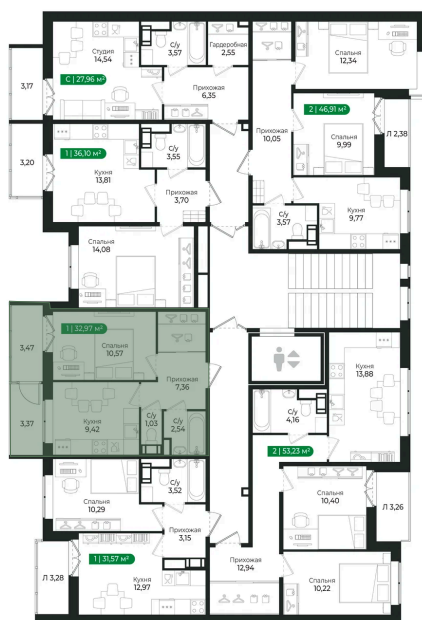 Студия
14,54
С | 27,96 м²
3,17
С/у
3,57
Гардеробная
2,55
Прихожая
6,35
Спальня
12,34
2 | 46,91 м²
Спальня
9,99
Л 2,38
Прихожая
10,05
С/у
3,57
Кухня
9,77
1 | 36,10 м²
3,20
Кухня
13,81
С/у
3,55
Прихожая
3,70
Спальня
14,08
1 | 32,97 м²
3,47
Спальня
10,57
Прихожая
7,36
3,37
Кухня
9,42
С/у
1,03
С/у
2,54
Кухня
13,88
С/у
4,16
2 | 53,23 м²
Спальня
10,40
Л 3,26
Прихожая
12,94
Спальня
10,22
Спальня
10,29
С/у
3,52
Прихожая
3,15
1 | 31,57 м²
Л 3,28
Кухня
12,97